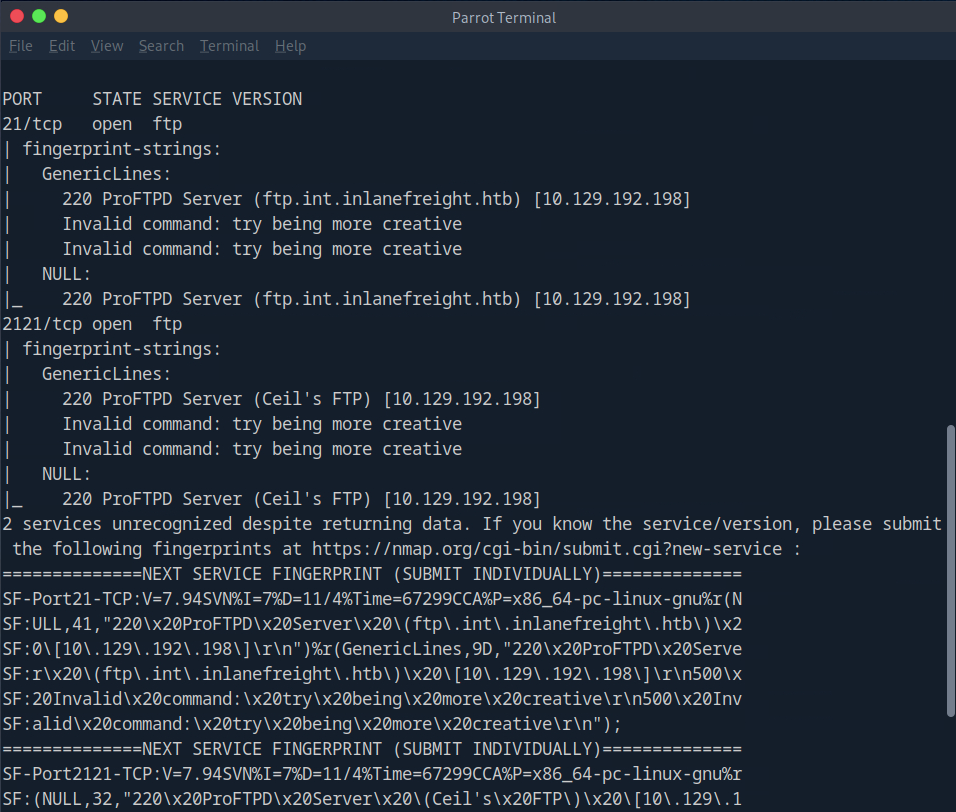 Parrot Terminal
File Edit View Search Terminal Help
PORT     STATE SERVICE VERSION
21/tcp   open  ftp
| fingerprint-strings:
|   GenericLines:
|     220 ProFTPD Server (ftp.int.inlanefreight.htb) [10.129.192.198]
|     Invalid command: try being more creative
|     Invalid command: try being more creative
|   NULL:
|_    220 ProFTPD Server (ftp.int.inlanefreight.htb) [10.129.192.198]
2121/tcp open  ftp
| fingerprint-strings:
|   GenericLines:
|     220 ProFTPD Server (Ceil's FTP) [10.129.192.198]
|     Invalid command: try being more creative
|     Invalid command: try being more creative
|   NULL:
|_    220 ProFTPD Server (Ceil's FTP) [10.129.192.198]
2 services unrecognized despite returning data. If you know the service/version, please submit
 the following fingerprints at https://nmap.org/cgi-bin/submit.cgi?new-service :
==============NEXT SERVICE FINGERPRINT (SUBMIT INDIVIDUALLY)==============
SF-Port21-TCP:V=7.94SVN%I=7%D=11/4%Time=67299CCA%P=x86_64-pc-linux-gnu%r(N
SF:ULL,41,"220\x20ProFTPD\x20Server\x20\(ftp\.int\.inlanefreight\.htb\)\x2
SF:0\[10\.129\.192\.198\]\r\n")%r(GenericLines,9D,"220\x20ProFTPD\x20Serve
SF:r\x20\(ftp\.int\.inlanefreight\.htb\)\x20\[10\.129\.192\.198\]\r\n500\x
SF:20Invalid\x20command:\x20try\x20being\x20more\x20creative\r\n500\x20Inv
SF:alid\x20command:\x20try\x20being\x20more\x20creative\r\n");
==============NEXT SERVICE FINGERPRINT (SUBMIT INDIVIDUALLY)==============
SF-Port2121-TCP:V=7.94SVN%I=7%D=11/4%Time=67299CCA%P=x86_64-pc-linux-gnu%r
SF:(NULL,32,"220\x20ProFTPD\x20Server\x20\(Ceil's\x20FTP\)\x20\[10\.129\.1